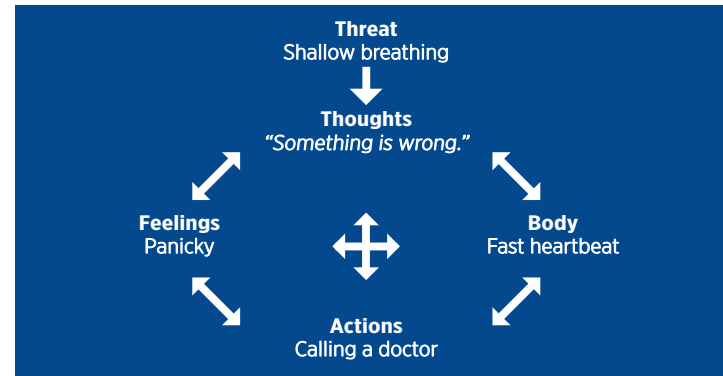 Threat
Shallow breathing
Thoughts
“Something is wrong.”
Feelings
Panicky
Body
Fast heartbeat
Actions
Calling a doctor